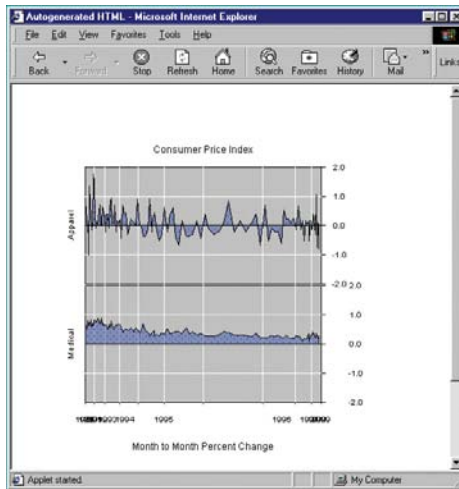 Autogenerated HTML - Microsoft Internet Explorer
File Edit View Favorites Tools Help
Back Forward Stop Refresh Home Search Favorites History Mail » Links
Consumer Price Index
Apparel
2.0
1.0
0.0
-1.0
-2.0 2.0
Medical
1.0
0.0
-1.0
-2.0
1994 1995 1996
Month to Month Percent Change
Applet started. My Computer